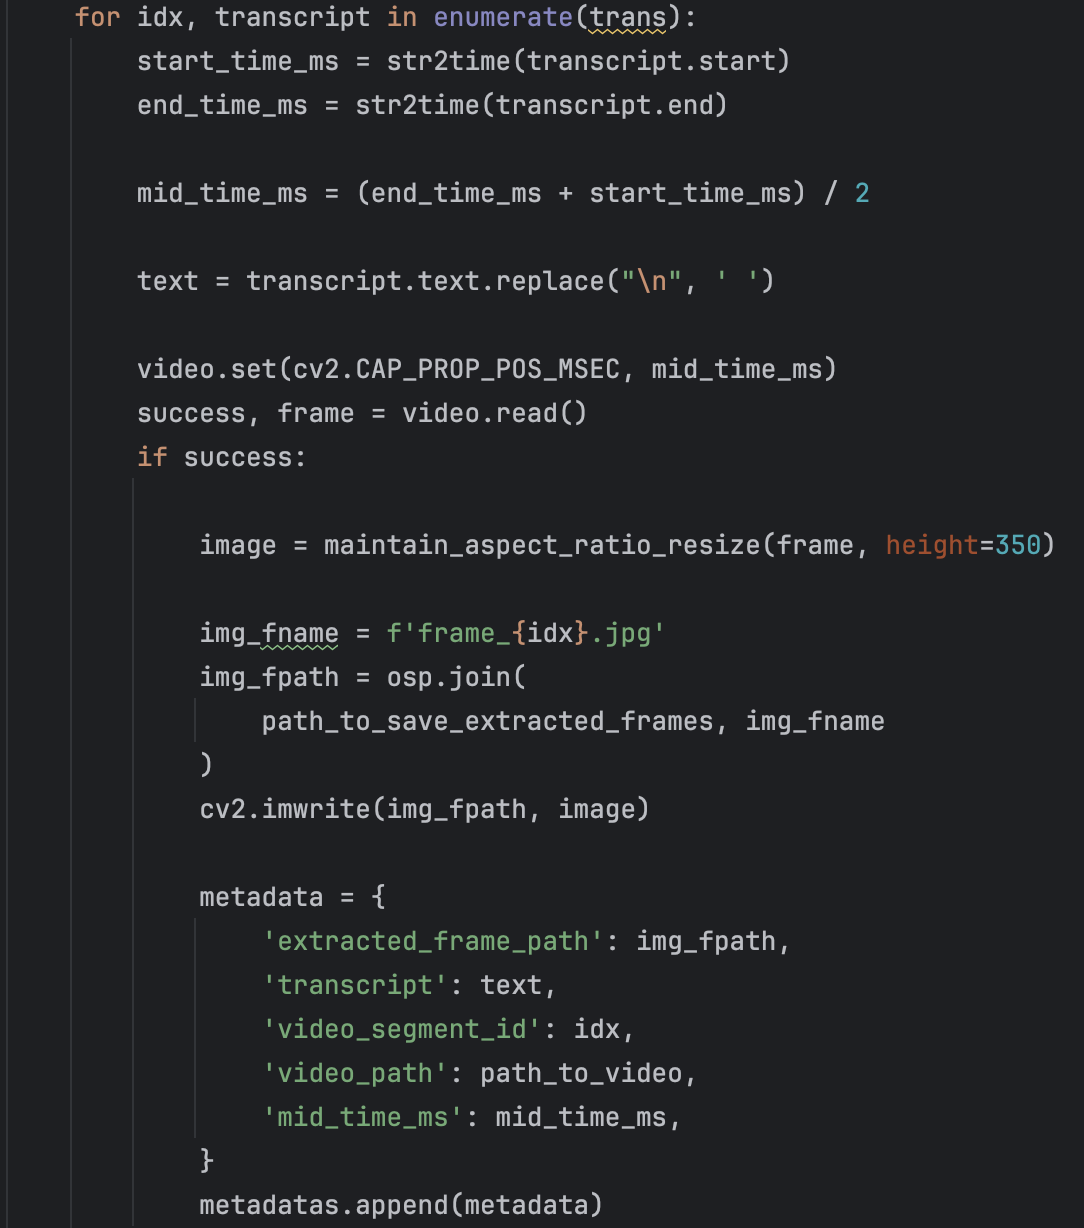 for idx, transcript in enumerate(trans):
    start_time_ms = str2time(transcript.start)
    end_time_ms = str2time(transcript.end)

    mid_time_ms = (end_time_ms + start_time_ms) / 2

    text = transcript.text.replace("\n", ' ')

    video.set(cv2.CAP_PROP_POS_MSEC, mid_time_ms)
    success, frame = video.read()
    if success:

        image = maintain_aspect_ratio_resize(frame, height=350)

        img_fname = f'frame_{idx}.jpg'
        img_fpath = osp.join(
            path_to_save_extracted_frames, img_fname
        )
        cv2.imwrite(img_fpath, image)

        metadata = {
            'extracted_frame_path': img_fpath,
            'transcript': text,
            'video_segment_id': idx,
            'video_path': path_to_video,
            'mid_time_ms': mid_time_ms,
        }
        metadatas.append(metadata)